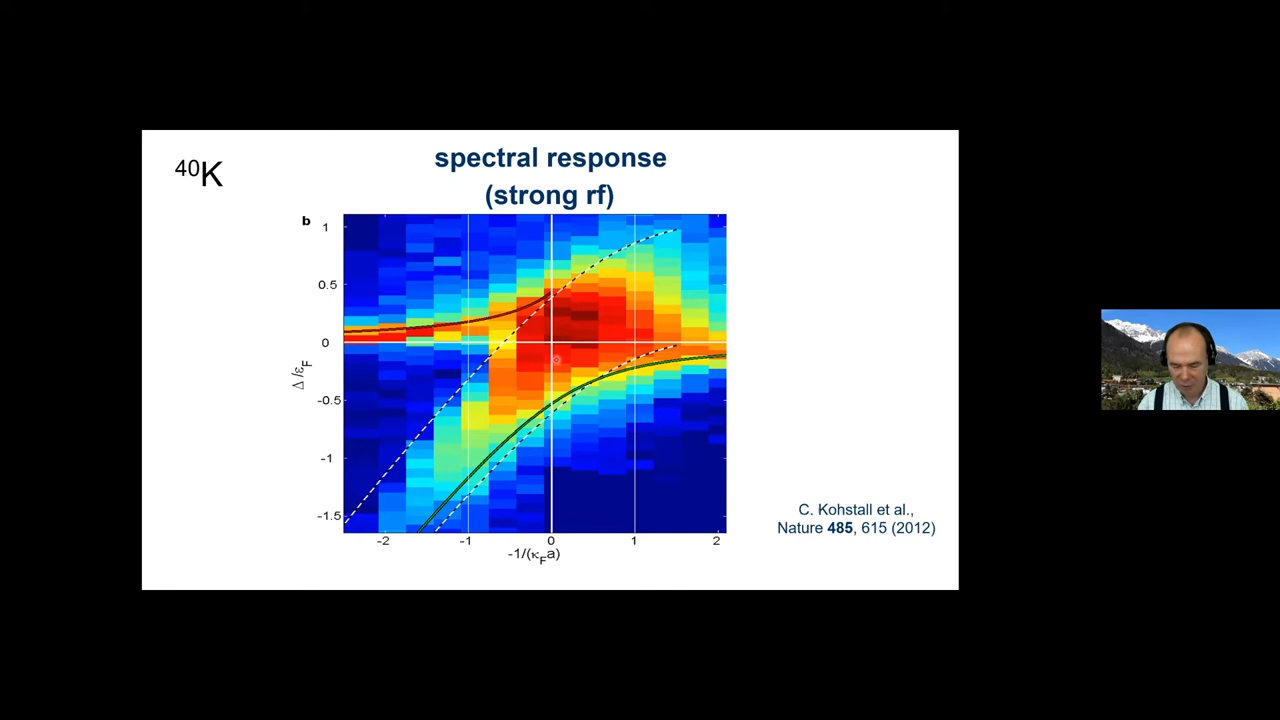 40K
spectral response
(strong rf)
b
1
0.5
0
-0.5
-1
-1.5
Δ/εF
-2
-1
0
1
2
-1/(κFa)
C. Kohstall et al.,
Nature 485, 615 (2012)